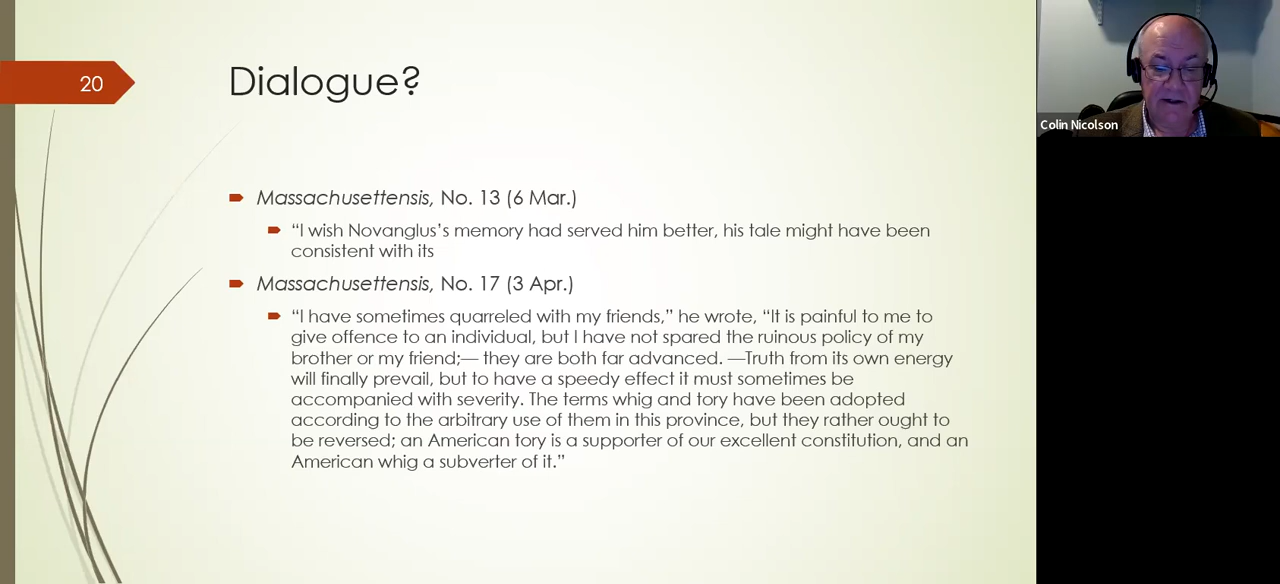 20
Dialogue?
Massachusettensis, No. 13 (6 Mar.)
“I wish Novanglus’s memory had served him better, his tale might have been
consistent with its
Massachusettensis, No. 17 (3 Apr.)
“I have sometimes quarreled with my friends,” he wrote, “It is painful to me to
give offence to an individual, but I have not spared the ruinous policy of my
brother or my friend;— they are both far advanced. —Truth from its own energy
will finally prevail, but to have a speedy effect it must sometimes be
accompanied with severity. The terms whig and tory have been adopted
according to the arbitrary use of them in this province, but they rather ought to
be reversed; an American tory is a supporter of our excellent constitution, and an
American whig a subverter of it.”
Colin Nicolson